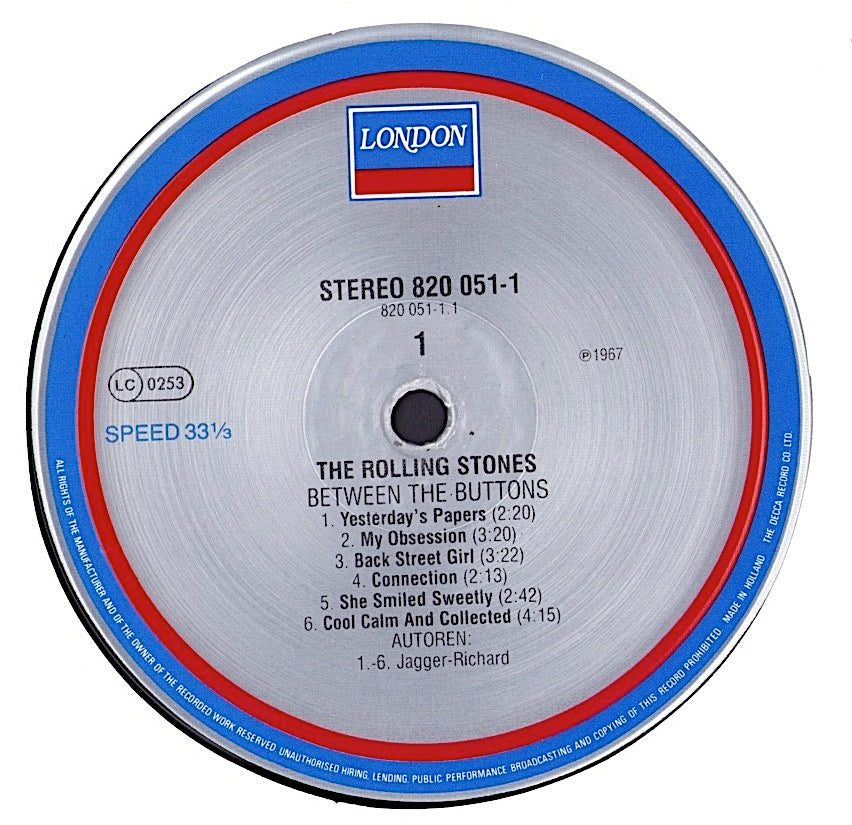 LONDON
STEREO 820 051-1
820 051-1.1
1
℗1967
LC 0253
SPEED 33⅓
THE ROLLING STONES
BETWEEN THE BUTTONS
1. Yesterday's Papers (2:20)
2. My Obsession (3:20)
3. Back Street Girl (3:22)
4. Connection (2:13)
5. She Smiled Sweetly (2:42)
6. Cool Calm And Collected (4:15)
AUTOREN:
1.-6. Jagger-Richard
ALL RIGHTS OF THE MANUFACTURER AND OF THE OWNER OF THE RECORDED WORK RESERVED. UNAUTHORISED HIRING, LENDING, PUBLIC PERFORMANCE BROADCASTING AND COPYING OF THIS RECORD PROHIBITED MADE IN HOLLAND THE DECCA RECORD CO. LTD.